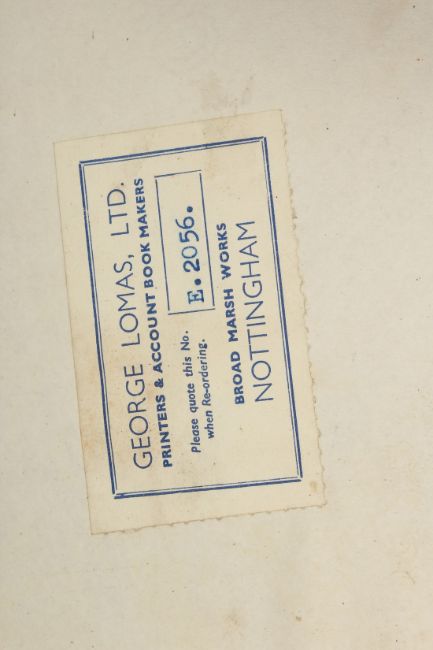 GEORGE LOMAS, LTD.
PRINTERS & ACCOUNT BOOK MAKERS
Please quote this No.
when Re-ordering.
E.2056.
BROAD MARSH WORKS
NOTTINGHAM